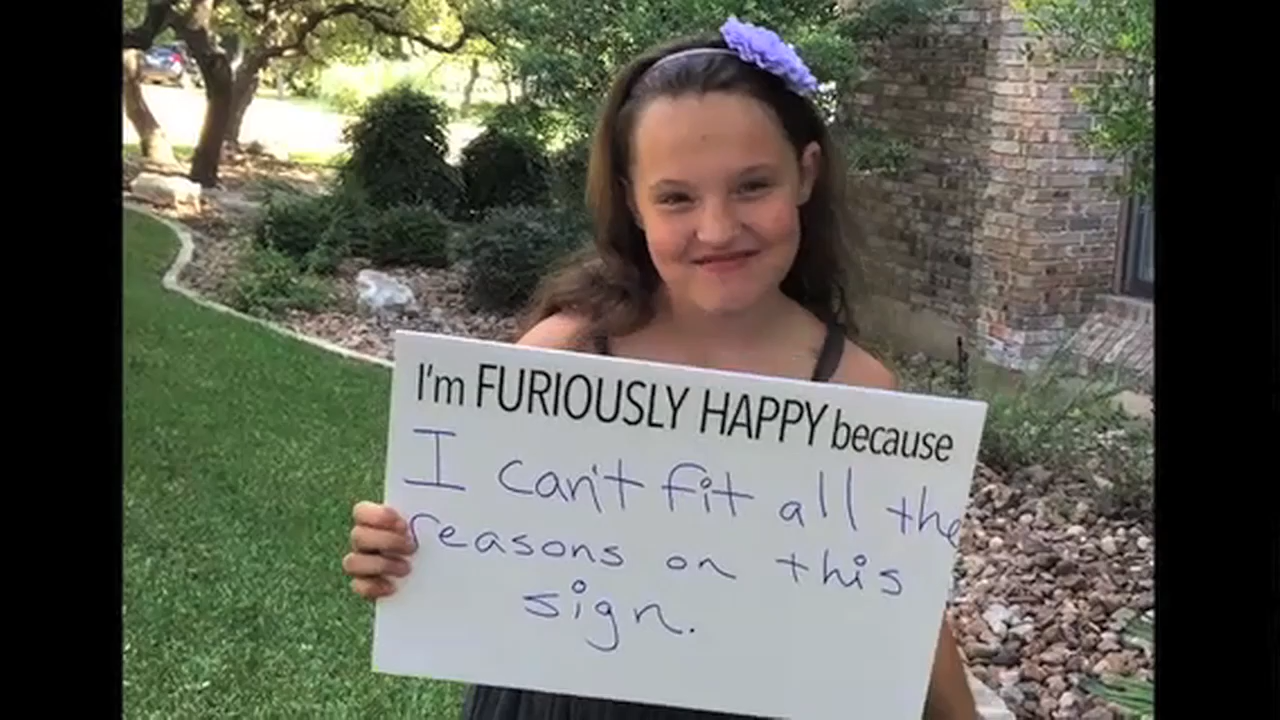 I'm FURIOUSLY HAPPY because
I can't fit all the
reasons on this
sign.